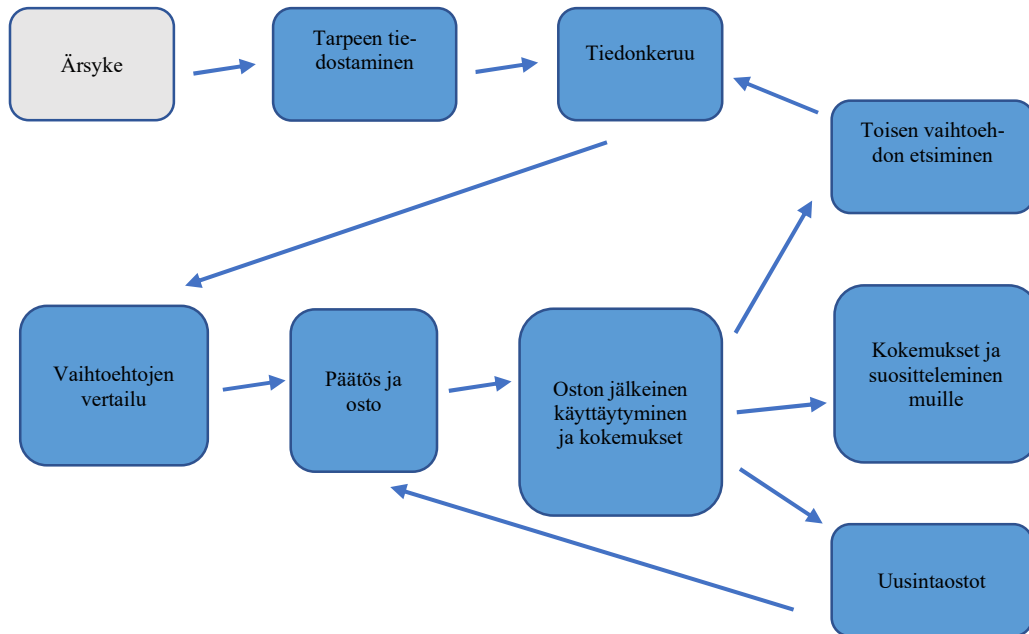 Ärsyke
Tarpeen tie-
dostaminen
Tiedonkeruu
Toisen vaihtoeh-
don etsiminen
Vaihtoehtojen
vertailu
Päätös ja
osto
Oston jälkeinen
käyttäytyminen
ja kokemukset
Kokemukset ja
suositteleminen
muille
Uusintaostot